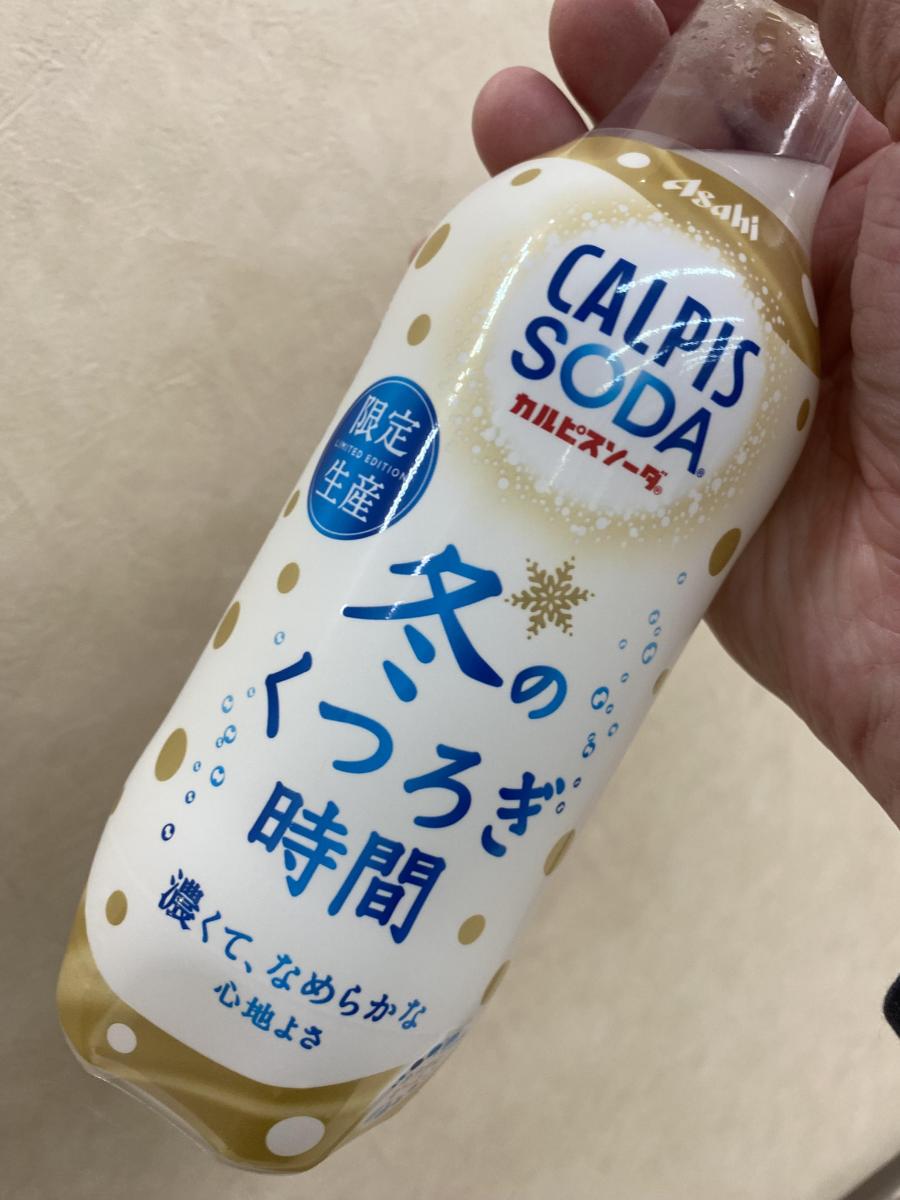 Asahi
CALPIS
SODA®
カルピスソーダ®
限定
LIMITED EDITION
生産
冬の
くつろぎ
時間
濃くて、なめらかな
心地よさ